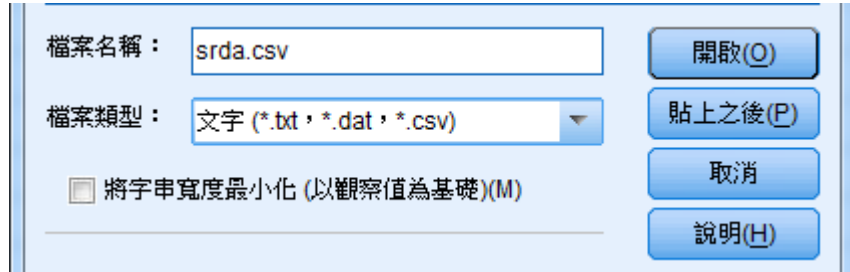 檔案名稱：
srda.csv
開啟(O)
檔案類型：
文字 (*.txt，*.dat，*.csv)
貼上之後(P)
將字串寬度最小化 (以觀察值為基礎)(M)
取消
說明(H)